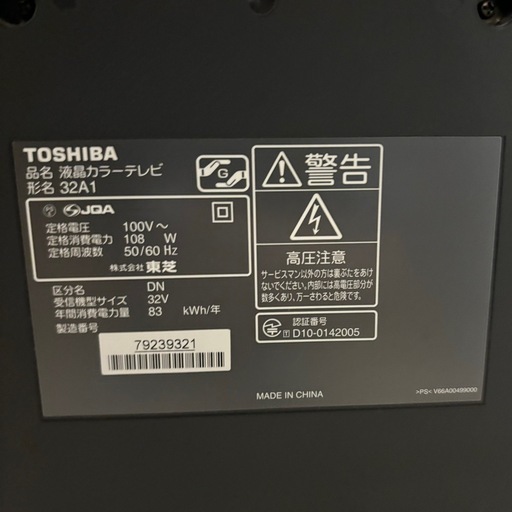 TOSHIBA
品名 液晶カラーテレビ
形名 32A1
G
JQA
定格電圧 100V～
定格消費電力 108 W
定格周波数 50/60 Hz
株式会社 東芝
区分名 DN
受信機型サイズ 32V
年間消費電力量 83 kWh/年
製造番号
79239321
警告
高圧注意
サービスマン以外の方は裏ぶたをあけ
ないでください。内部には高電圧部分が
数多くあり、万一さわると危険です。
認証番号
T D10-0142005
MADE IN CHINA
>PS< V66A00499000